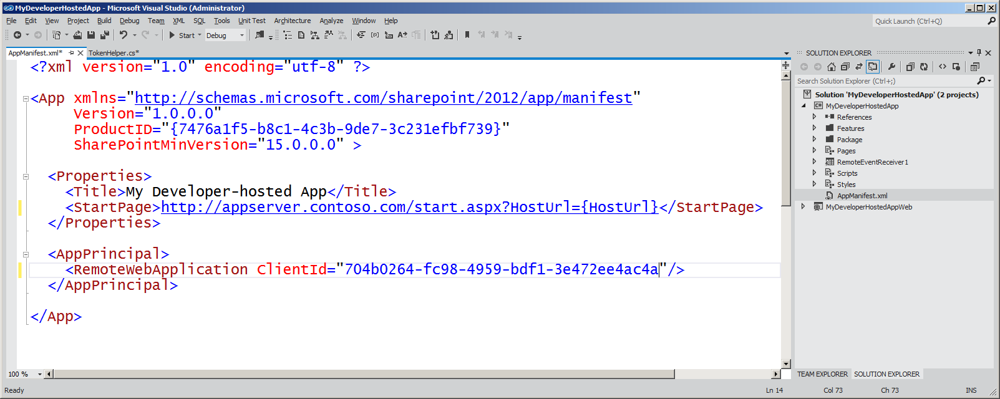 MyDeveloperHostedApp - Microsoft Visual Studio (Administrator)
File Edit View Project Build Debug Team XML SQL Tools Unit Test Architecture Analyze Window Help
Quick Launch (Ctrl+Q)
Start Debug
AppManifest.xml* TokenHelper.cs*
<?xml version="1.0" encoding="utf-8" ?>
<App xmlns="http://schemas.microsoft.com/sharepoint/2012/app/manifest"
Version="1.0.0.0"
ProductID="{7476a1f5-b8c1-4c3b-9de7-3c231efbf739}"
SharePointMinVersion="15.0.0.0" >
<Properties>
<Title>My Developer-hosted App</Title>
<StartPage>http://appserver.contoso.com/start.aspx?HostUrl={HostUrl}</StartPage>
</Properties>
<AppPrincipal>
<RemoteWebApplication ClientId="704b0264-fc98-4959-bdf1-3e472ee4ac4a"/>
</AppPrincipal>
</App>
100 %
SOLUTION EXPLORER
Search Solution Explorer (Ctrl+;)
Solution 'MyDeveloperHostedApp' (2 projects)
MyDeveloperHostedApp
References
Features
Package
Pages
RemoteEventReceiver1
Scripts
Styles
AppManifest.xml
MyDeveloperHostedAppWeb
TEAM EXPLORER SOLUTION EXPLORER
Ready Ln 14 Col 73 Ch 73 INS